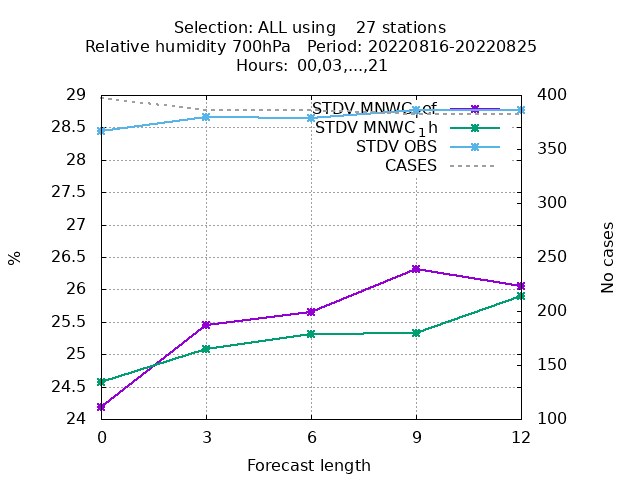 Selection: ALL using 27 stations
Relative humidity 700hPa Period: 20220816-20220825
Hours: 00,03,...,21
29
28.5
28
27.5
27
26.5
26
25.5
25
24.5
24
%
400
350
300
250
200
150
100
No cases
STDV MNWC_ef
STDV MNWC_1h
STDV OBS
CASES
0 3 6 9 12
Forecast length